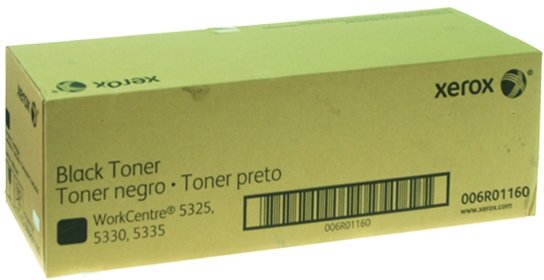 xerox
xerox
Black Toner
Toner negro • Toner preto
WorkCentre® 5325,
5330, 5335
006R01160
006R01160
www.xerox.com